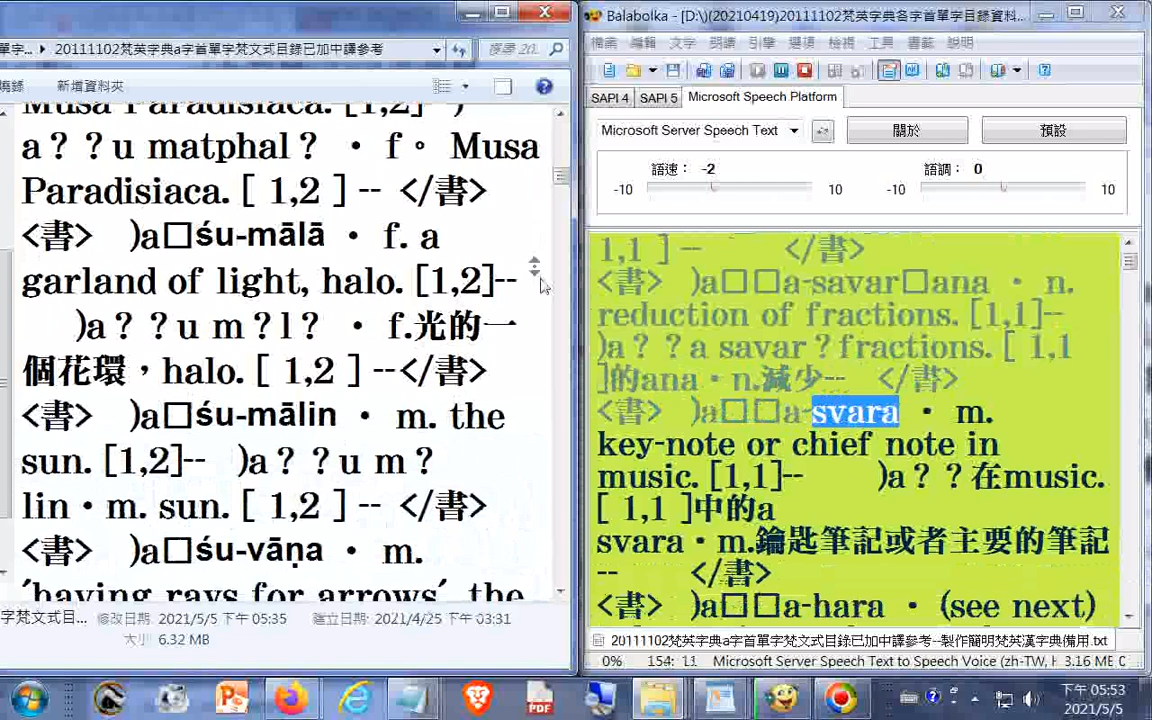 Balabolka - [D:\)(20210419)20111102梵英字典各字首單字目錄資料...
單字... ▸ 20111102梵英字典a字首單字梵文式目錄已加中譯參考
搜尋 20...
檔案 編輯 文字 朗讀 引擎 選項 檢視 工具 書籤 說明
燒錄 新增資料夾
SAPI 4 SAPI 5 Microsoft Speech Platform
Microsoft Server Speech Text 關於 預設
語速： -2 語調： 0
-10 10 -10 10
Musa Paradisiaca. [1,2] )
a？？u matphal？ • f。 Musa
Paradisiaca. [ 1,2 ] -- </書>
<書> )a□śu-mālā • f. a
garland of light, halo. [1,2]--
)a？？u m？l？ • f.光的一
個花環，halo. [ 1,2 ] --</書>
<書> )a□śu-mālin • m. the
sun. [1,2]-- )a？？u m？
lin•m. sun. [ 1,2 ] -- </書>
<書> )a□śu-vāṇa • m.
'having rays for arrows', the
字梵文式目... 修改日期: 2021/5/5 下午 05:35 建立日期: 2021/4/25 下午 03:31
大小: 6.32 MB
1,1 ] -- </書>
<書> )a□□a-savar□ana • n.
reduction of fractions. [1,1]--
)a？？a savar？fractions. [ 1,1
]的ana•n.減少-- </書>
<書> )a□□a-svara • m.
key-note or chief note in
music. [1,1]-- )a？？在music.
[ 1,1 ]中的a
svara•m.鑰匙筆記或者主要的筆記
-- </書>
<書> )a□□a-hara • (see next)
20111102梵英字典a字首單字梵文式目錄已加中譯參考--製作簡明梵英漢字典備用.txt
0% 154: 11 Microsoft Server Speech Text to Speech Voice (zh-TW, H 3.16 ME C
下午 05:53
2021/5/5